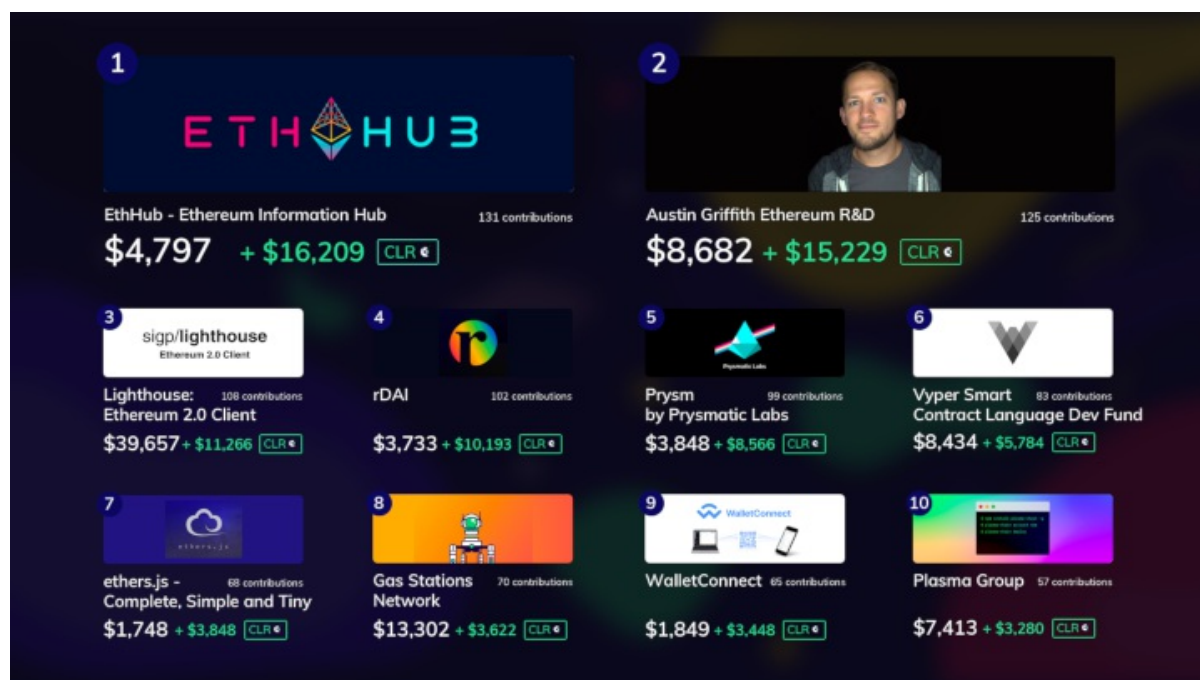 1
ETH HUB
EthHub - Ethereum Information Hub
131 contributions
$4,797 + $16,209 CLR
2
Austin Griffith Ethereum R&D
125 contributions
$8,682 + $15,229 CLR
3
sigp/lighthouse
Ethereum 2.0 Client
Lighthouse: 108 contributions
Ethereum 2.0 Client
$39,657 + $11,266 CLR
4
r
rDAI 102 contributions
$3,733 + $10,193 CLR
5
Prysmatic Labs
Prysm 99 contributions
by Prysmatic Labs
$3,848 + $8,566 CLR
6
Vyper Smart 83 contributions
Contract Language Dev Fund
$8,434 + $5,784 CLR
7
ethers.js
ethers.js - 68 contributions
Complete, Simple and Tiny
$1,748 + $3,848 CLR
8
Gas Stations 70 contributions
Network
$13,302 + $3,622 CLR
9
WalletConnect
WalletConnect 65 contributions
$1,849 + $3,448 CLR
10
Plasma Group 57 contributions
$7,413 + $3,280 CLR